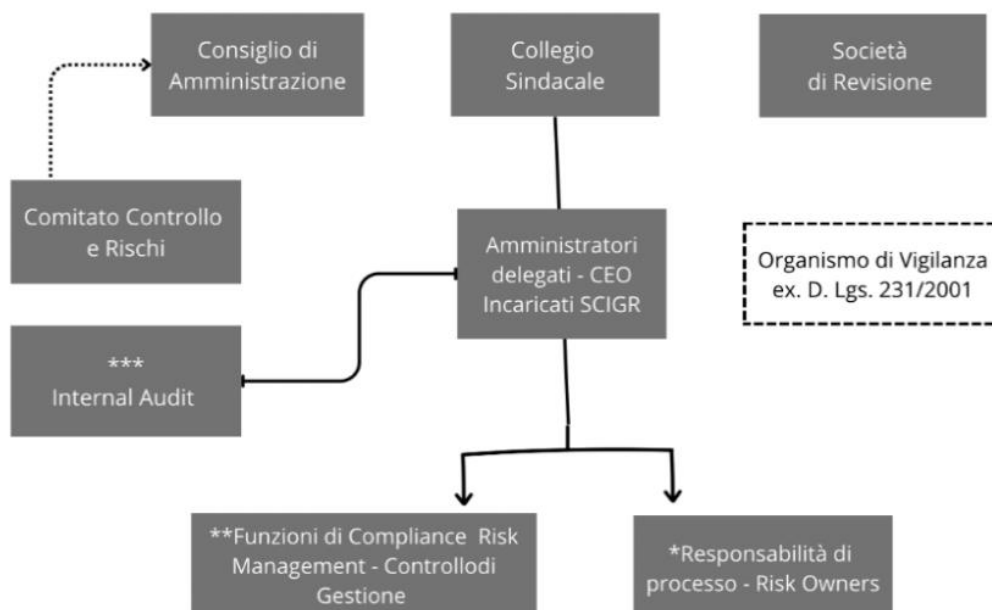 Consiglio di
Amministrazione
Collegio
Sindacale
Società
di Revisione
Comitato Controllo
e Rischi
Amministratori
delegati - CEO
Incaricati SCIGR
Organismo di Vigilanza
ex. D. Lgs. 231/2001
***
Internal Audit
**Funzioni di Compliance Risk
Management - Controllodi
Gestione
*Responsabilità di
processo - Risk Owners